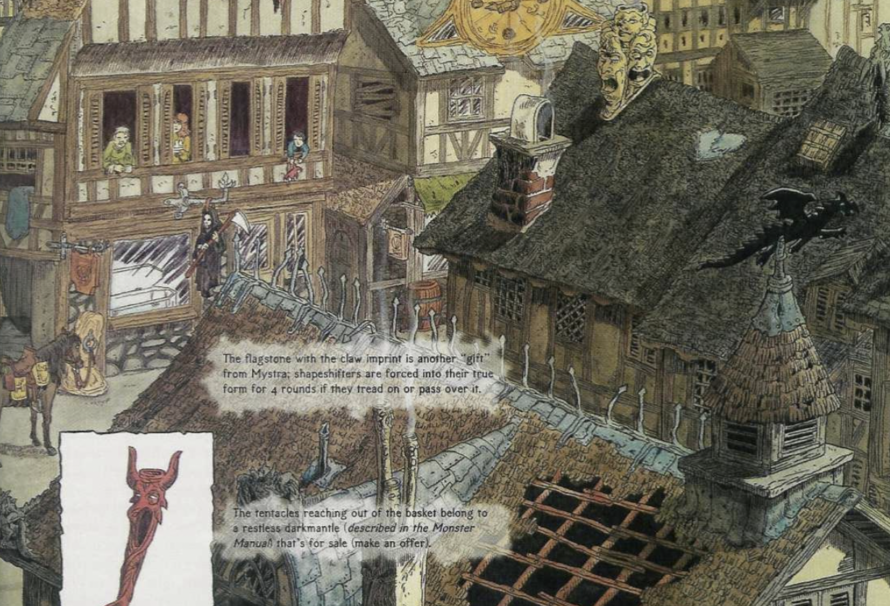 The flagstone with the claw imprint is another "gift"
from Mystra; shapeshifters are forced into their true
form for 4 rounds if they tread on or pass over it.
The tentacles reaching out of the basket belong to
a restless darkmantle (described in the Monster
Manual) that's for sale (make an offer).